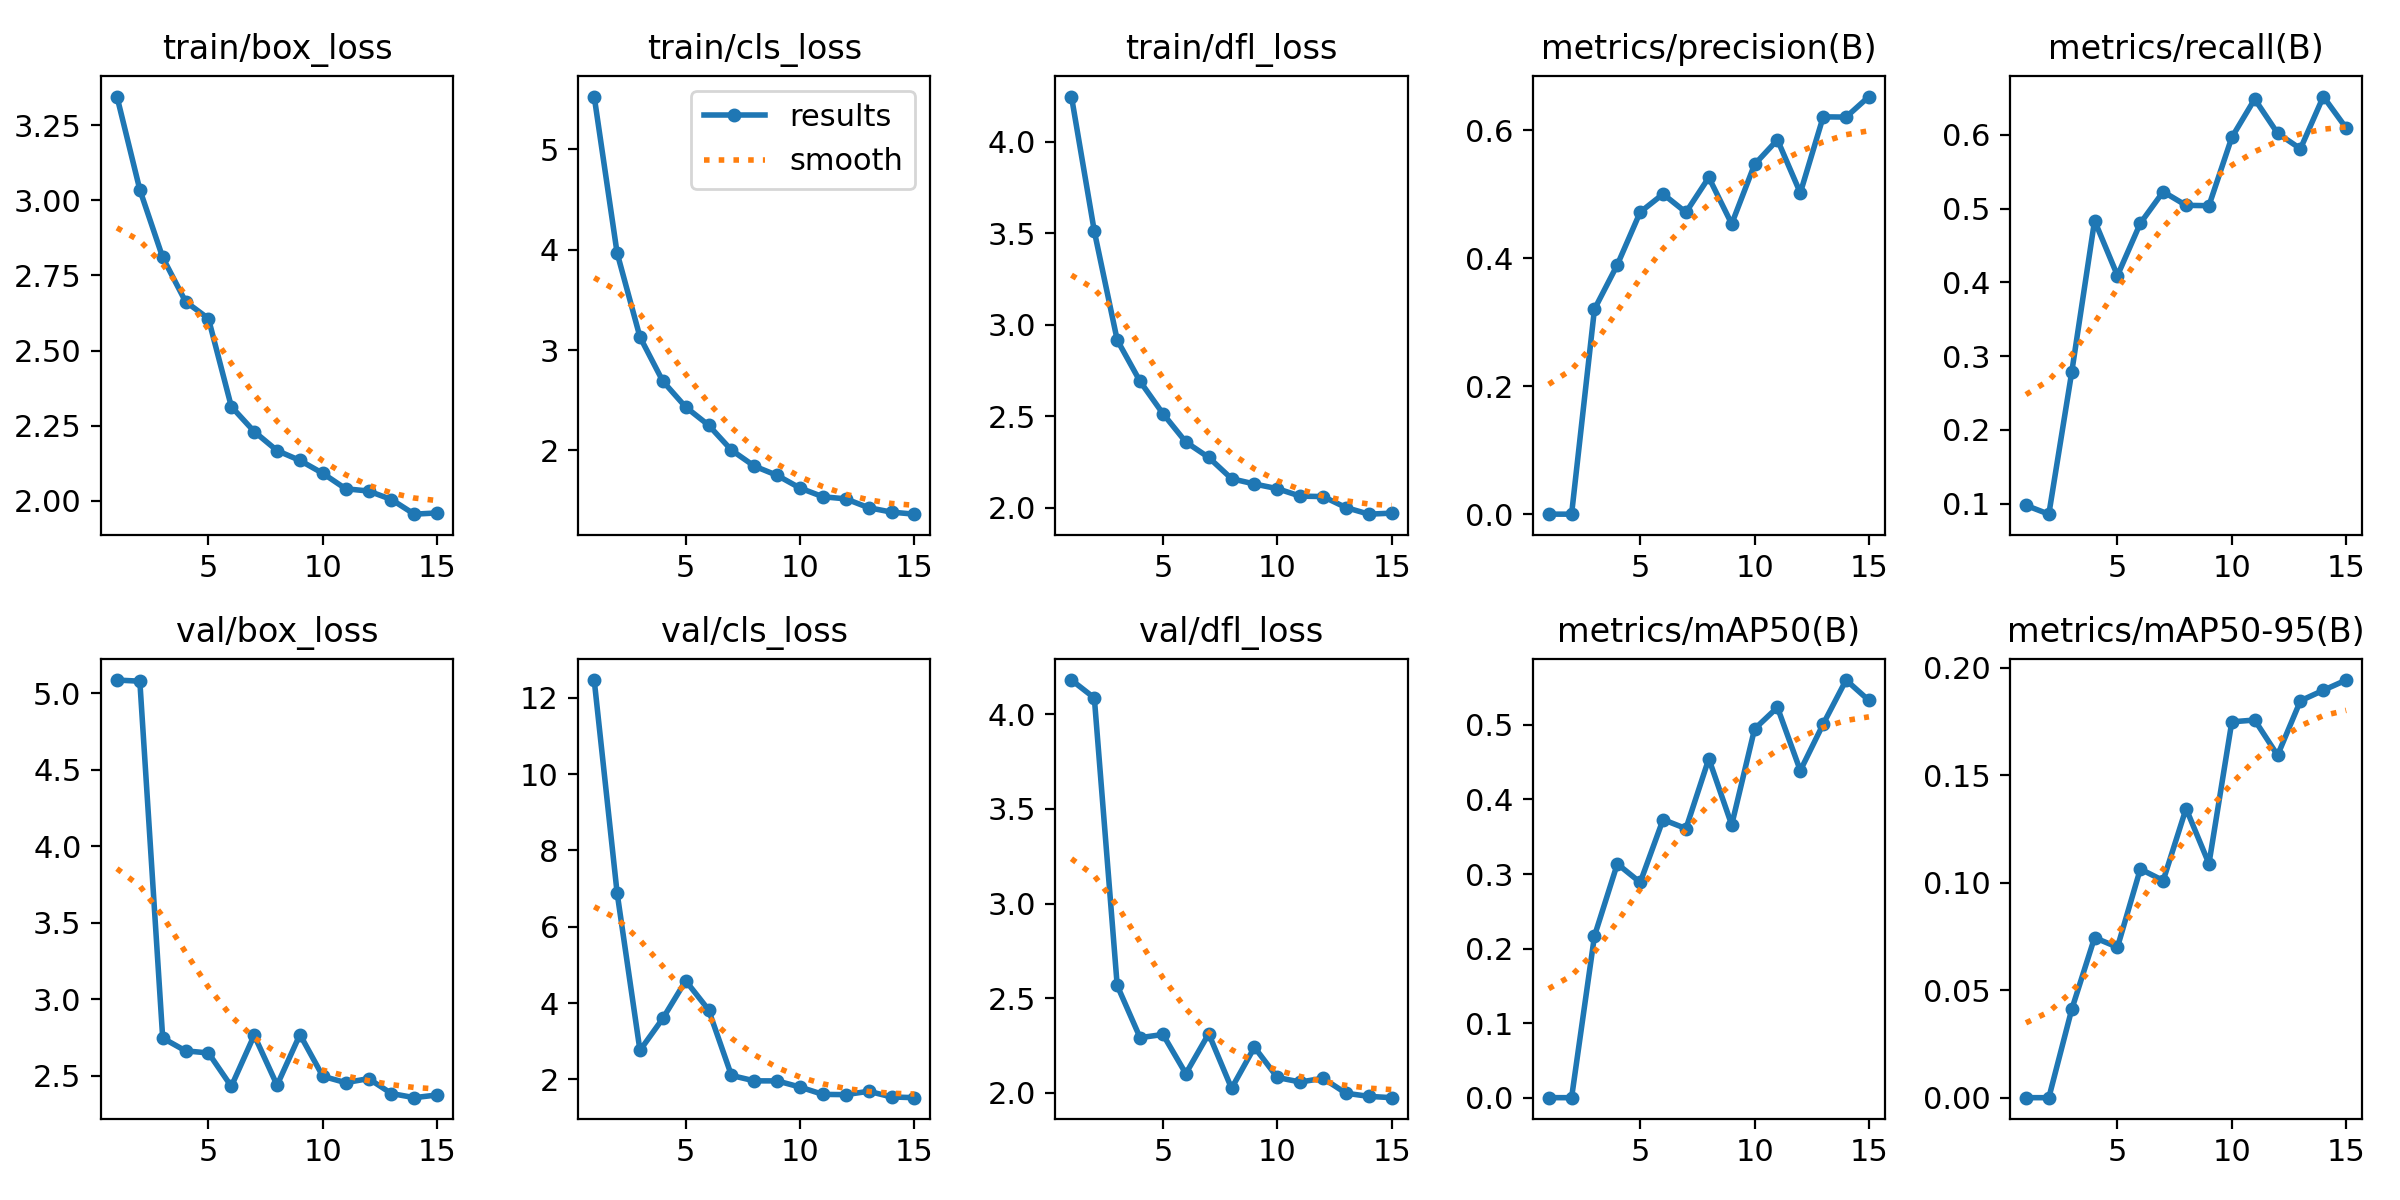 train/box_loss
3.25
3.00
2.75
2.50
2.25
2.00
5 10 15
train/cls_loss
results
smooth
5
4
3
2
5 10 15
train/dfl_loss
4.0
3.5
3.0
2.5
2.0
5 10 15
metrics/precision(B)
0.6
0.4
0.2
0.0
5 10 15
metrics/recall(B)
0.6
0.5
0.4
0.3
0.2
0.1
5 10 15
val/box_loss
5.0
4.5
4.0
3.5
3.0
2.5
5 10 15
val/cls_loss
12
10
8
6
4
2
5 10 15
val/dfl_loss
4.0
3.5
3.0
2.5
2.0
5 10 15
metrics/mAP50(B)
0.5
0.4
0.3
0.2
0.1
0.0
5 10 15
metrics/mAP50-95(B)
0.20
0.15
0.10
0.05
0.00
5 10 15